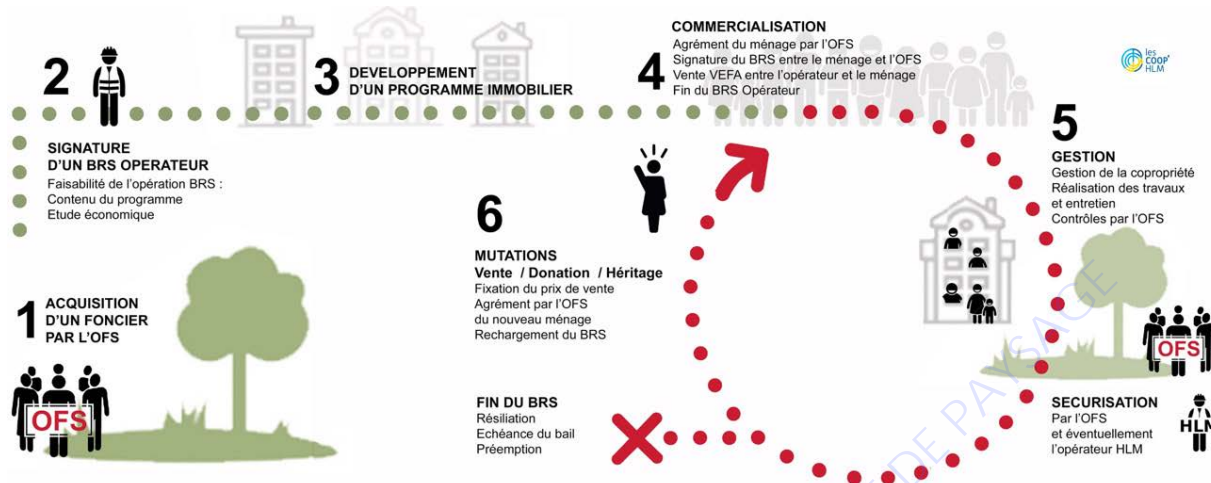 1
ACQUISITION
D'UN FONCIER
PAR L'OFS
OFS
2
SIGNATURE
D'UN BRS OPERATEUR
Faisabilité de l'opération BRS :
Contenu du programme
Etude économique
3
DEVELOPPEMENT
D'UN PROGRAMME IMMOBILIER
4
COMMERCIALISATION
Agrément du ménage par l'OFS
Signature du BRS entre le ménage et l'OFS
Vente VEFA entre l'opérateur et le ménage
Fin du BRS Opérateur
les
COOP'
HLM
5
GESTION
Gestion de la copropriété
Réalisation des travaux
et entretien
Contrôles par l'OFS
OFS
SECURISATION
Par l'OFS
et éventuellement
l'opérateur HLM
HLM
6
MUTATIONS
Vente / Donation / Héritage
Fixation du prix de vente
Agrément par l'OFS
du nouveau ménage
Rechargement du BRS
FIN DU BRS
Résiliation
Echéance du bail
Préemption
DE PAYSAGE